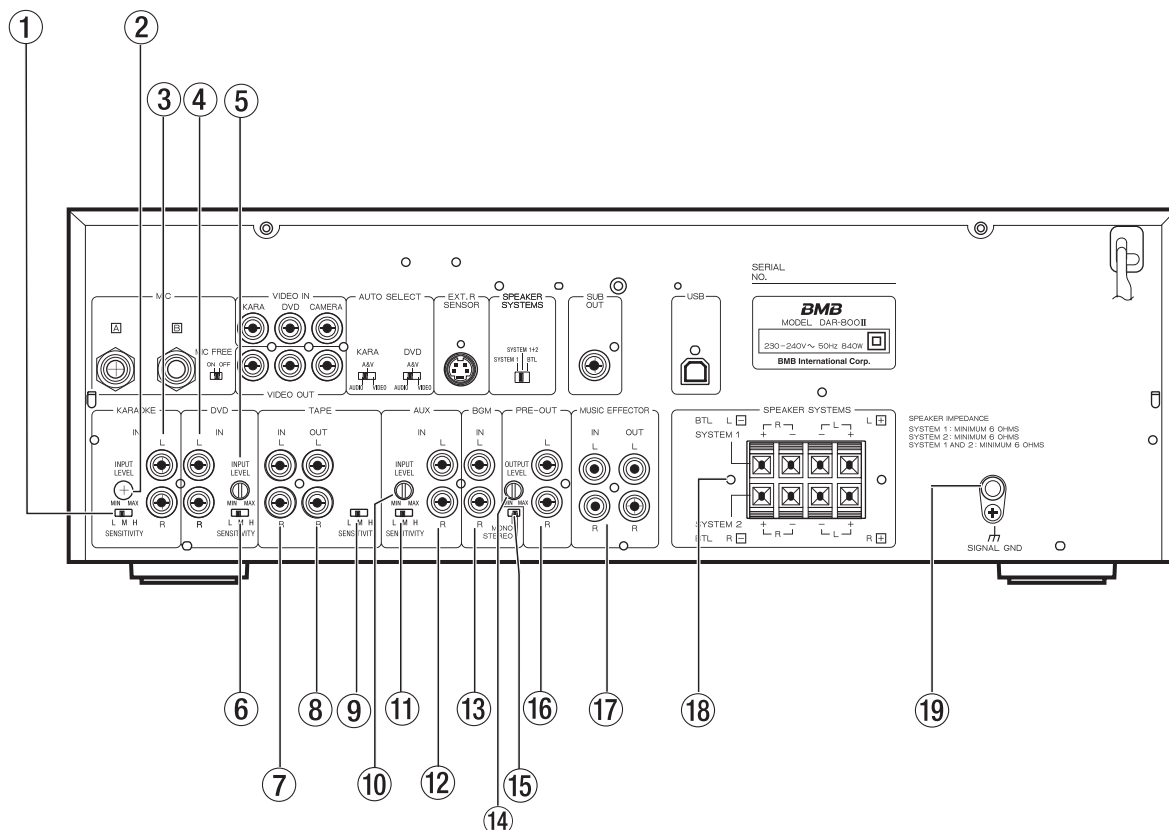 ① ② ③ ④ ⑤
SERIAL
NO.
MIC
VIDEO IN
AUTO SELECT
EXT.R
SENSOR
SPEAKER
SYSTEMS
SUB
OUT
USB
A B
KARA DVD CAMERA
MIC FREE
ON OFF
KARA DVD
A&V A&V
AUDIO VIDEO AUDIO VIDEO
SYSTEM 1+2
SYSTEM 1 BTL
BMB
MODEL DAR-800II
230-240V~ 50Hz 840W
BMB International Corp.
VIDEO OUT
KARAOKE DVD TAPE AUX BGM PRE-OUT MUSIC EFFECTOR
IN IN IN OUT IN IN IN OUT
L L L L L L L L L
INPUT
LEVEL
MIN MAX
L M H
SENSITIVITY
R
R
INPUT
LEVEL
MIN MAX
L M H
SENSITIVITY
R R
L M H
SENSITIVITY
INPUT
LEVEL
MIN MAX
L M H
SENSITIVITY
R
R
OUTPUT
LEVEL
MIN MAX
MONO
STEREO
R
R R
SPEAKER SYSTEMS
BTL L - L +
SYSTEM 1
R L
+ - - +
SYSTEM 2
+ - - +
R L
BTL R - R +
SPEAKER IMPEDANCE
SYSTEM 1 : MINIMUM 6 OHMS
SYSTEM 2 : MINIMUM 6 OHMS
SYSTEM 1 AND 2 : MINIMUM 6 OHMS
SIGNAL GND
⑥ ⑧ ⑨ ⑪ ⑬ ⑯ ⑰ ⑱ ⑲
⑦ ⑩ ⑫ ⑮
⑭